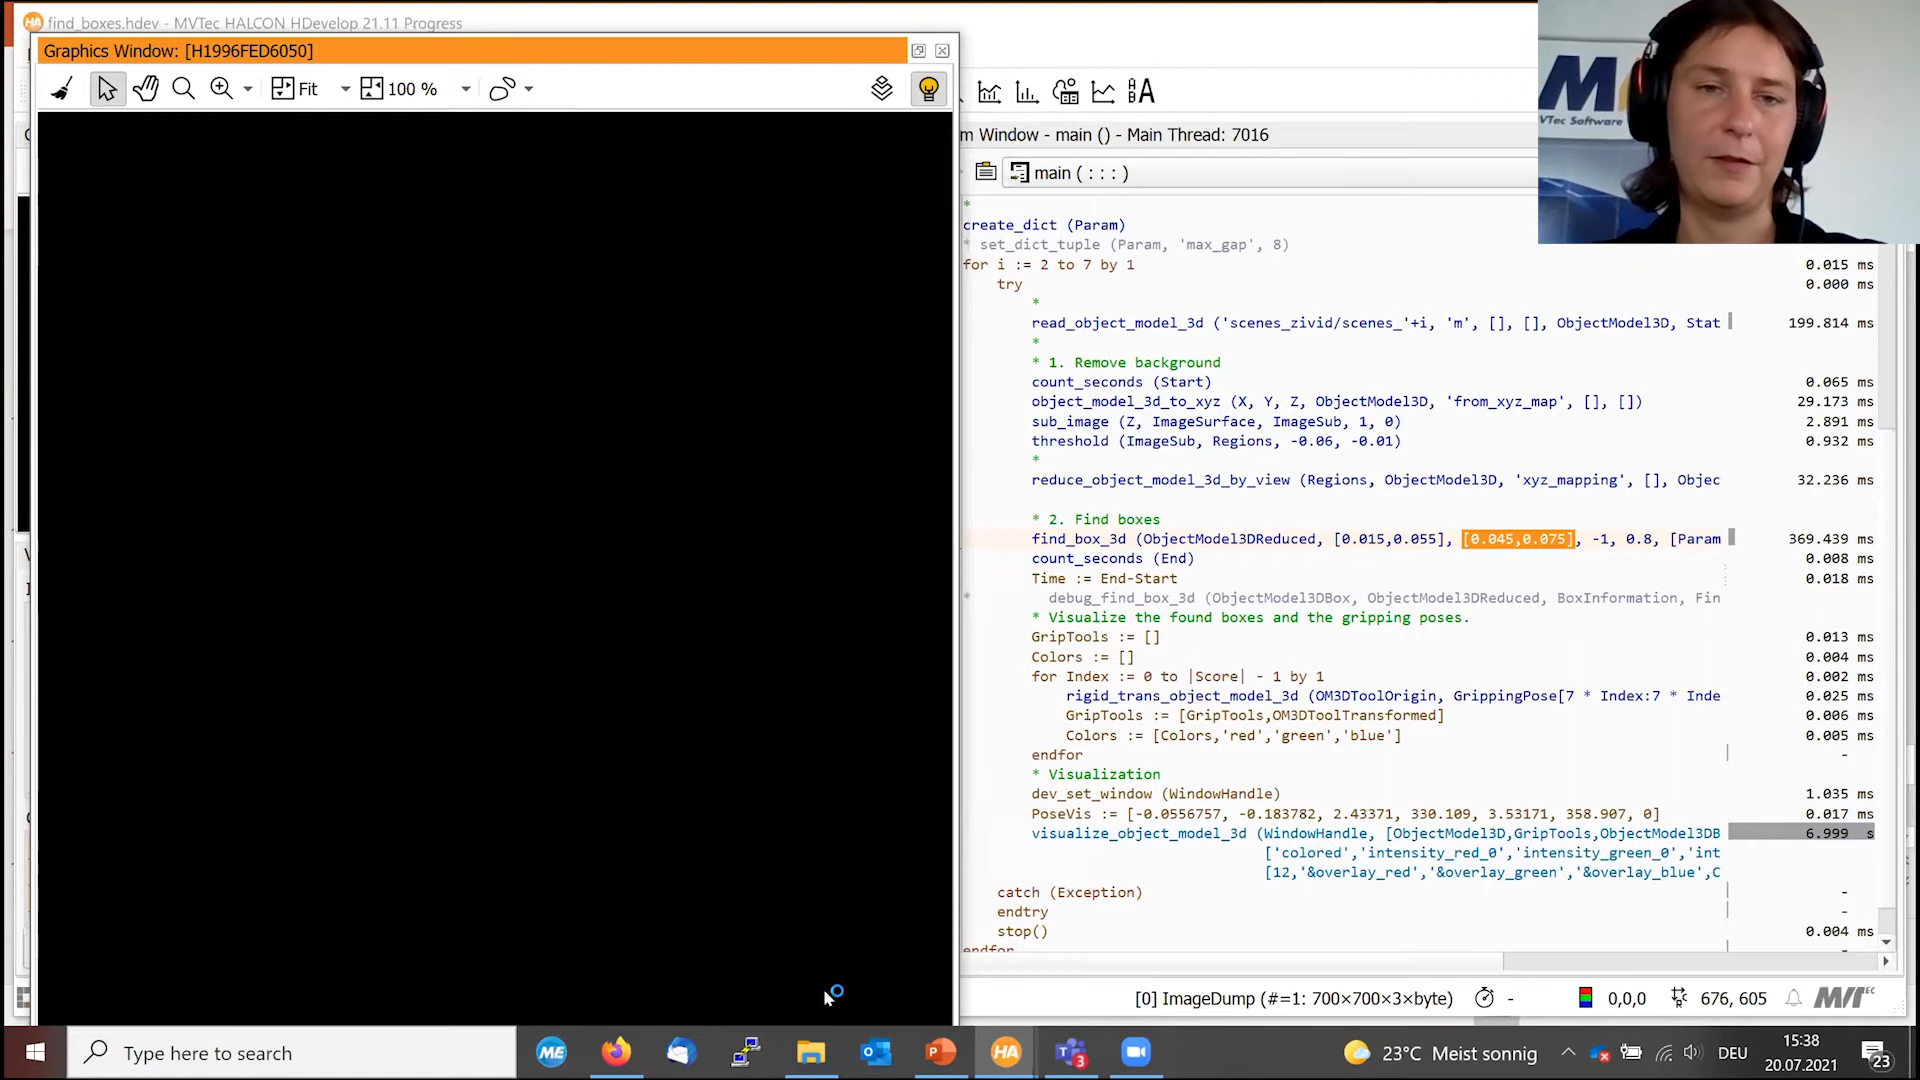 find_boxes.hdev - MVTec HALCON HDevelop 21.11 Progress
Graphics Window: [H1996FED6050]
Fit
100 %
A
m Window - main () - Main Thread: 7016
main ( : : : )
*
create_dict (Param)
* set_dict_tuple (Param, 'max_gap', 8)
for i := 2 to 7 by 1 0.015 ms
try 0.000 ms
*
read_object_model_3d ('scenes_zivid/scenes_'+i, 'm', [], [], ObjectModel3D, Stat 199.814 ms
*
* 1. Remove background
count_seconds (Start) 0.065 ms
object_model_3d_to_xyz (X, Y, Z, ObjectModel3D, 'from_xyz_map', [], []) 29.173 ms
sub_image (Z, ImageSurface, ImageSub, 1, 0) 2.891 ms
threshold (ImageSub, Regions, -0.06, -0.01) 0.932 ms
*
reduce_object_model_3d_by_view (Regions, ObjectModel3D, 'xyz_mapping', [], Objec 32.236 ms
* 2. Find boxes
find_box_3d (ObjectModel3DReduced, [0.015,0.055], [0.045,0.075], -1, 0.8, [Param 369.439 ms
count_seconds (End) 0.008 ms
Time := End-Start 0.018 ms
* debug_find_box_3d (ObjectModel3DBox, ObjectModel3DReduced, BoxInformation, Fin
* Visualize the found boxes and the gripping poses.
GripTools := [] 0.013 ms
Colors := [] 0.004 ms
for Index := 0 to |Score| - 1 by 1 0.002 ms
rigid_trans_object_model_3d (OM3DToolOrigin, GrippingPose[7 * Index:7 * Inde 0.025 ms
GripTools := [GripTools,OM3DToolTransformed] 0.006 ms
Colors := [Colors,'red','green','blue'] 0.005 ms
endfor -
* Visualization
dev_set_window (WindowHandle) 1.035 ms
PoseVis := [-0.0556757, -0.183782, 2.43371, 330.109, 3.53171, 358.907, 0] 0.017 ms
visualize_object_model_3d (WindowHandle, [ObjectModel3D,GripTools,ObjectModel3DB 6.999 s
['colored','intensity_red_0','intensity_green_0','int
[12,'&overlay_red','&overlay_green','&overlay_blue',C
catch (Exception) -
endtry
stop() 0.004 ms
endfor -
[0] ImageDump (#=1: 700×700×3×byte) - 0,0,0 676, 605
Type here to search
ME
HA
3
23°C Meist sonnig
DEU
15:38
20.07.2021
23
MVTec Software